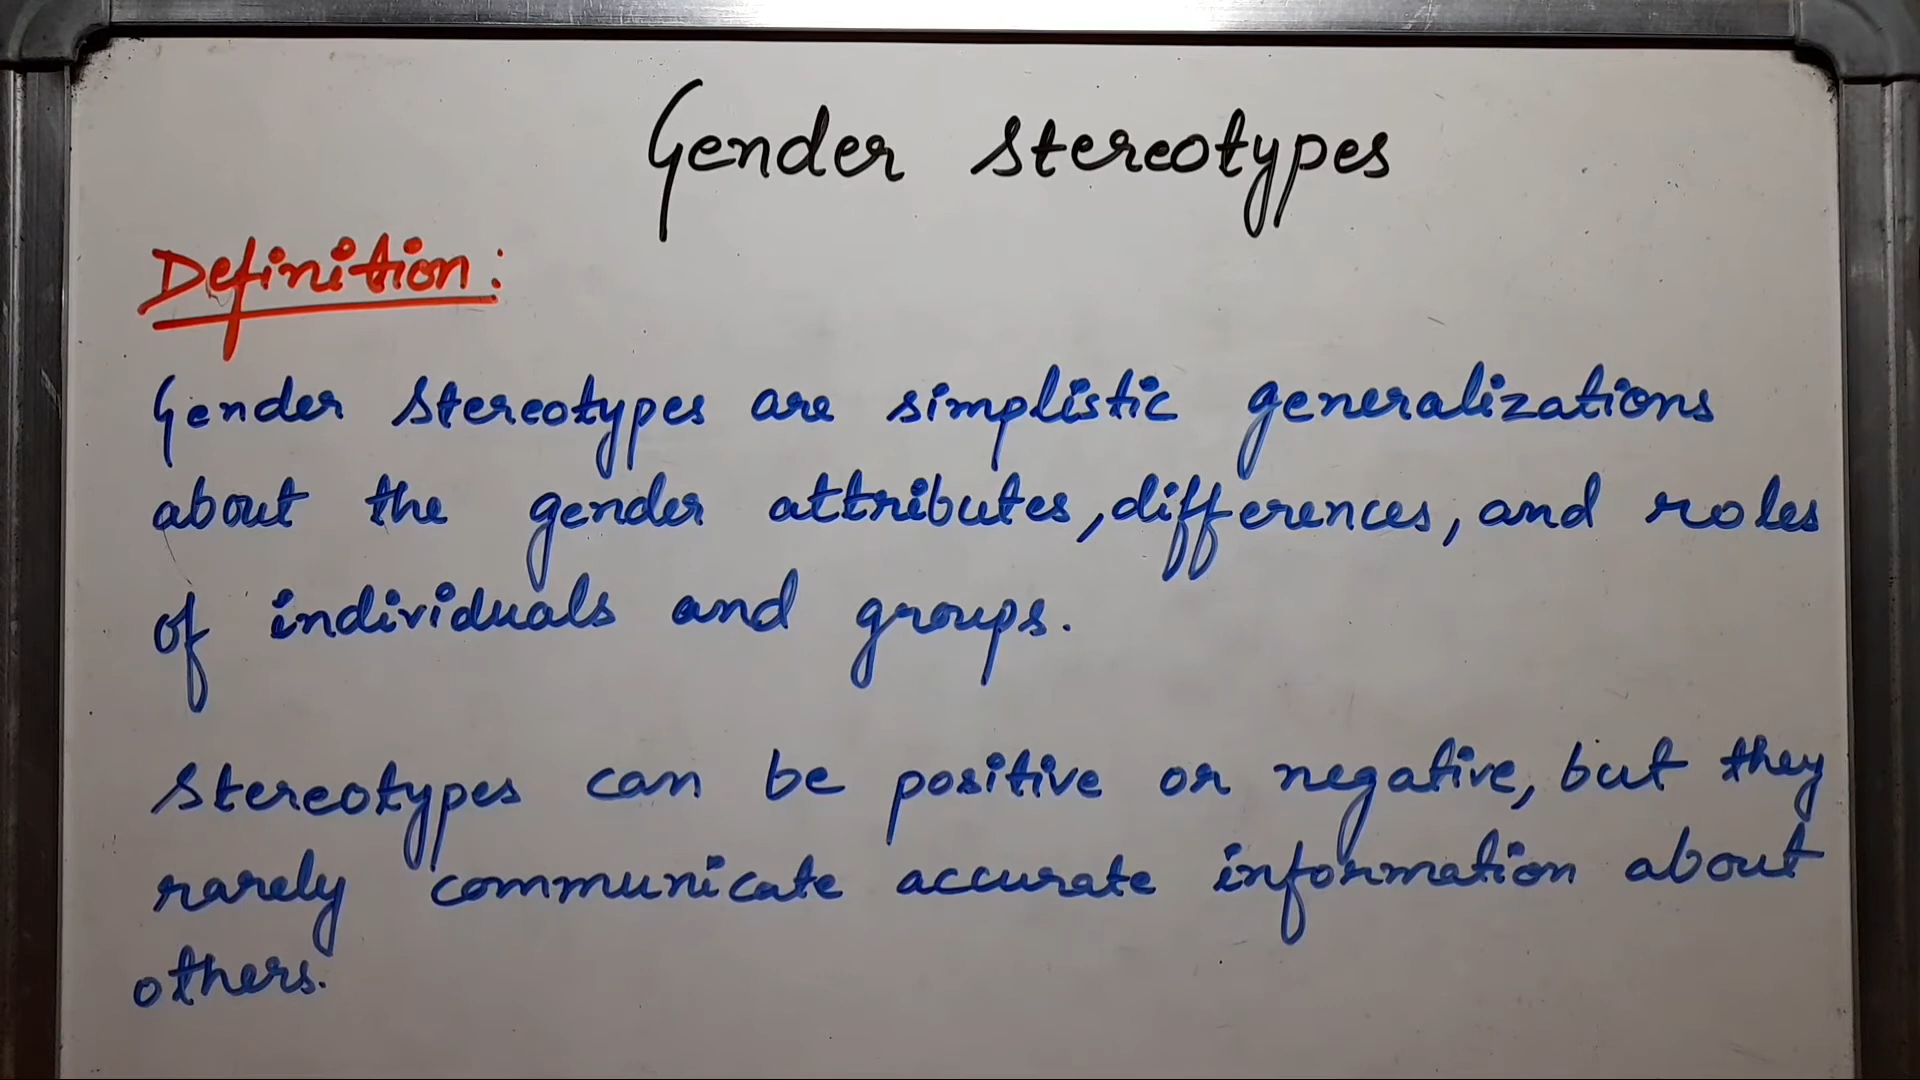 Gender Stereotypes
Definition:
Gender Stereotypes are simplistic generalizations
about the gender attributes, differences, and roles
of individuals and groups.
Stereotypes can be positive or negative, but they
rarely communicate accurate information about
others.